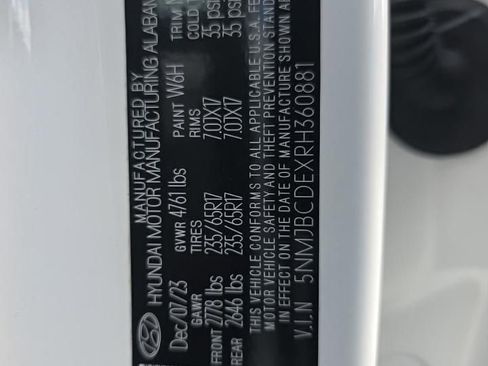 MANUFACTURED BY
HYUNDAI MOTOR MANUFACTURING ALABAMA
Dec/07/23 GVWR 4761 lbs PAINT W6H TRIM
GAWR TIRES RIMS COLD
FRONT 2778 lbs 235/65R17 7.0JX17 35 psi
REAR 2646 lbs 235/65R17 7.0JX17 35 psi
THIS VEHICLE CONFORMS TO ALL APPLICABLE U.S.A. FE
MOTOR VEHICLE SAFETY AND THEFT PREVENTION STAN
IN EFFECT ON THE DATE OF MANUFACTURE SHOWN AB
V.I.N 5NMJBCDEXRH360881